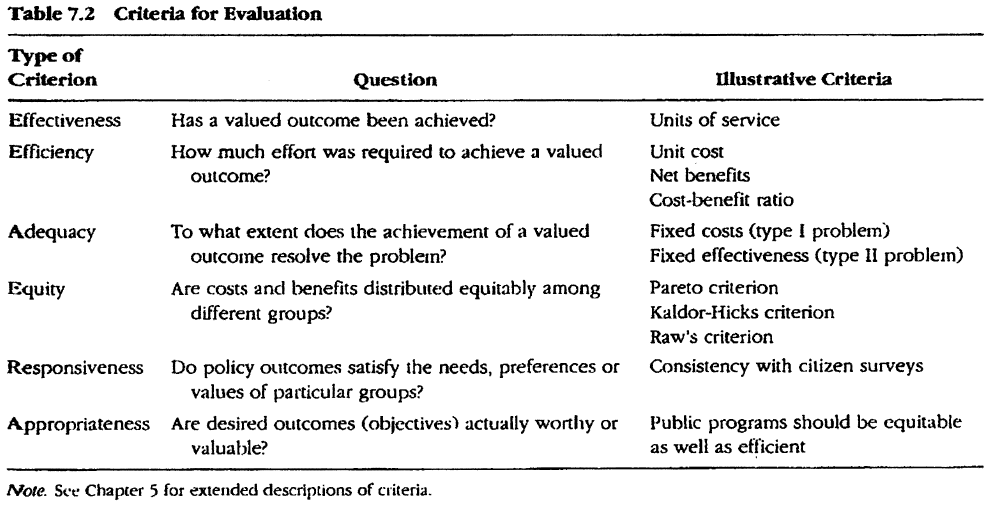 Table 7.2 Criteria for Evaluation
Type of
Criterion Question Illustrative Criteria
Effectiveness Has a valued outcome been achieved? Units of service
Efficiency How much effort was required to achieve a valued Unit cost
outcome? Net benefits
Cost-benefit ratio
Adequacy To what extent does the achievement of a valued Fixed costs (type I problem)
outcome resolve the problem? Fixed effectiveness (type II problem)
Equity Are costs and benefits distributed equitably among Pareto criterion
different groups? Kaldor-Hicks criterion
Raw's criterion
Responsiveness Do policy outcomes satisfy the needs, preferences or Consistency with citizen surveys
values of particular groups?
Appropriateness Are desired outcomes (objectives) actually worthy or Public programs should be equitable
valuable? as well as efficient
Note. See Chapter 5 for extended descriptions of criteria.